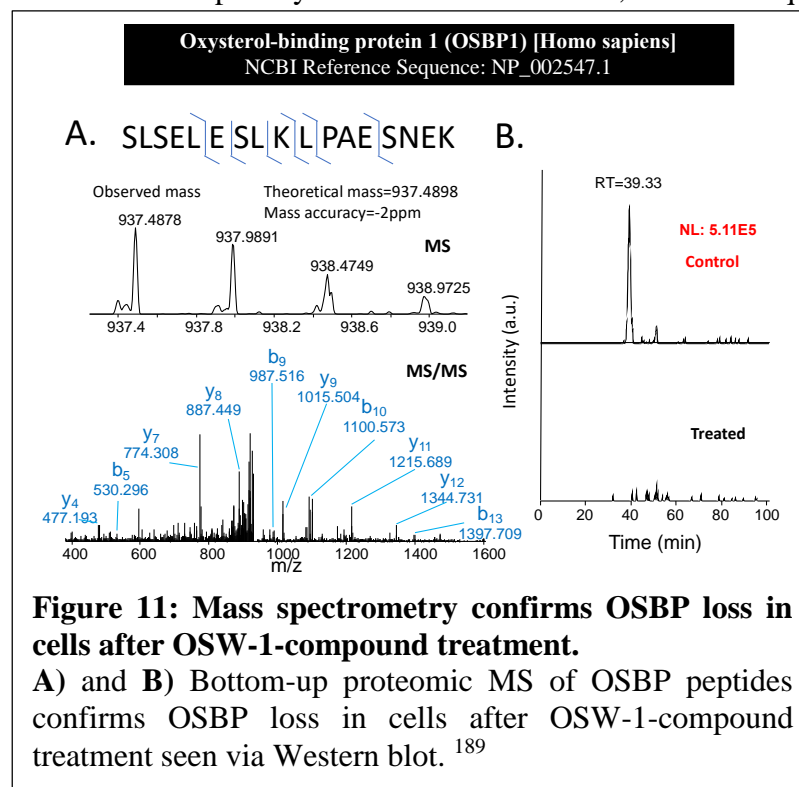 Oxysterol-binding protein 1 (OSBP1) [Homo sapiens]
NCBI Reference Sequence: NP_002547.1
A. SLSELESLKLPAESNEK
B.
Observed mass
Theoretical mass=937.4898
Mass accuracy=-2ppm
MS
937.4878
937.9891
938.4749
938.9725
937.4 937.8 938.2 938.6 939.0
MS/MS
y4
477.193
b5
530.296
y7
774.308
y8
887.449
b9
987.516
y9
1015.504
b10
1100.573
y11
1215.689
y12
1344.731
b13
1397.709
400 600 800 1000 1200 1400 1600
m/z
RT=39.33
NL: 5.11E5
Control
Intensity (a.u.)
Treated
0 20 40 60 80 100
Time (min)
Figure 11: Mass spectrometry confirms OSBP loss in
cells after OSW-1-compound treatment.
A) and B) Bottom-up proteomic MS of OSBP peptides
confirms OSBP loss in cells after OSW-1-compound
treatment seen via Western blot. 189